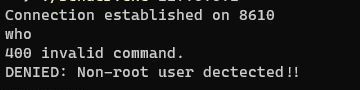 Connection established on 8610
who
400 invalid command.
DENIED: Non-root user dectected!!